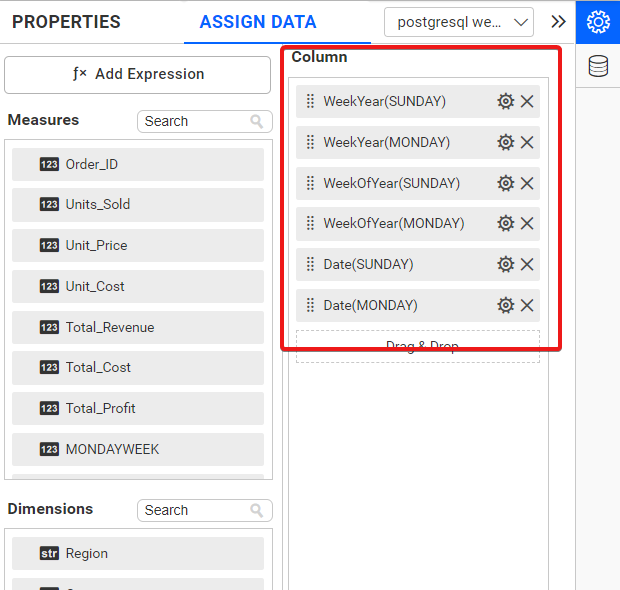 PROPERTIES
ASSIGN DATA
postgresql we...
ƒx Add Expression
Measures
Search
123 Order_ID
123 Units_Sold
123 Unit_Price
123 Unit_Cost
123 Total_Revenue
123 Total_Cost
123 Total_Profit
123 MONDAYWEEK
Dimensions
Search
str Region
Column
WeekYear(SUNDAY)
WeekYear(MONDAY)
WeekOfYear(SUNDAY)
WeekOfYear(MONDAY)
Date(SUNDAY)
Date(MONDAY)
Drag & Drop